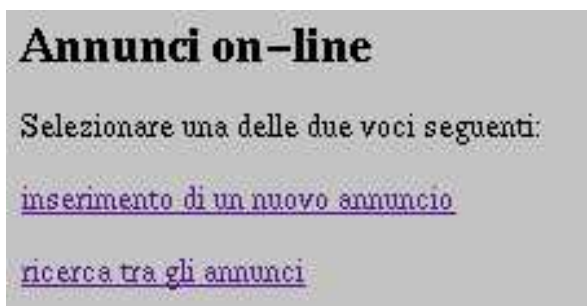 Annunci on-line
Selezionare una delle due voci seguenti:
inserimento di un nuovo annuncio
ricerca tra gli annunci